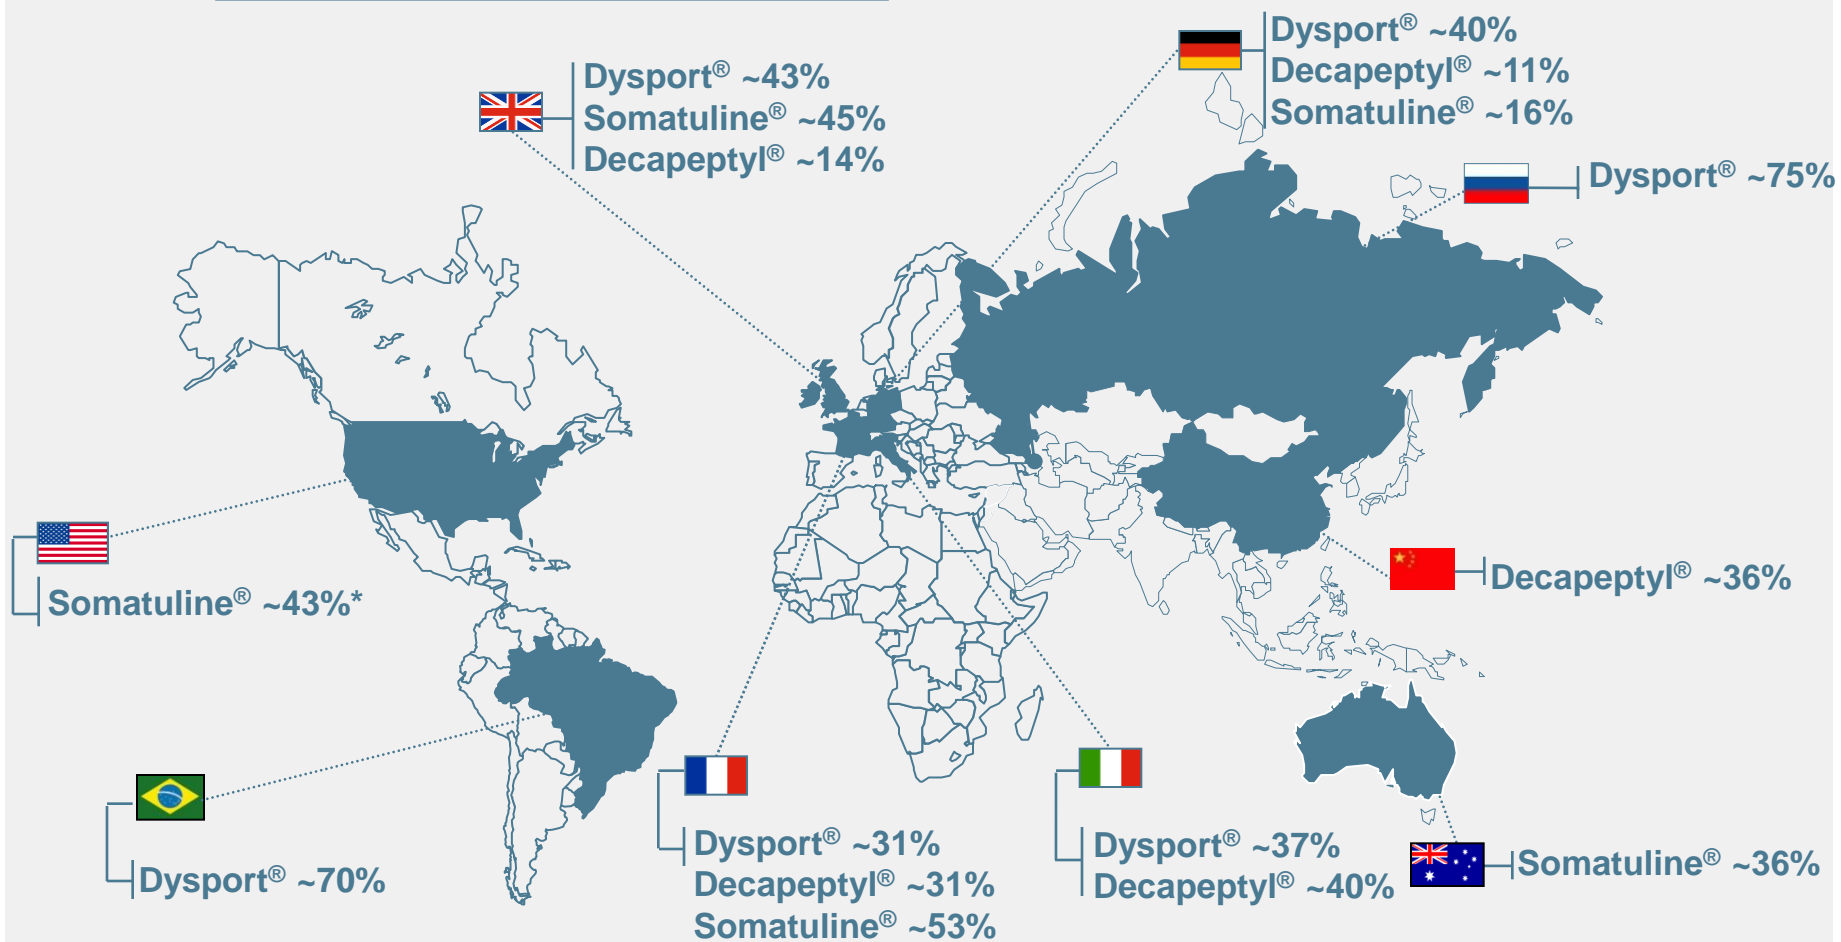 Dysport® ~40%
Decapeptyl® ~11%
Somatuline® ~16%
Dysport® ~43%
Somatuline® ~45%
Decapeptyl® ~14%
Dysport® ~75%
Somatuline® ~43%*
Decapeptyl® ~36%
Dysport® ~70%
Dysport® ~31%
Decapeptyl® ~31%
Somatuline® ~53%
Dysport® ~37%
Decapeptyl® ~40%
Somatuline® ~36%